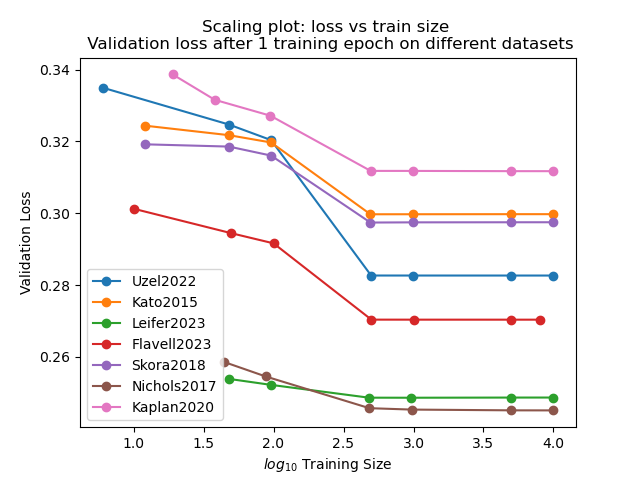 Scaling plot: loss vs train size
Validation loss after 1 training epoch on different datasets
0.34
0.32
0.30
0.28
0.26
Validation Loss
Uzel2022
Kato2015
Leifer2023
Flavell2023
Skora2018
Nichols2017
Kaplan2020
1.0 1.5 2.0 2.5 3.0 3.5 4.0
log10 Training Size